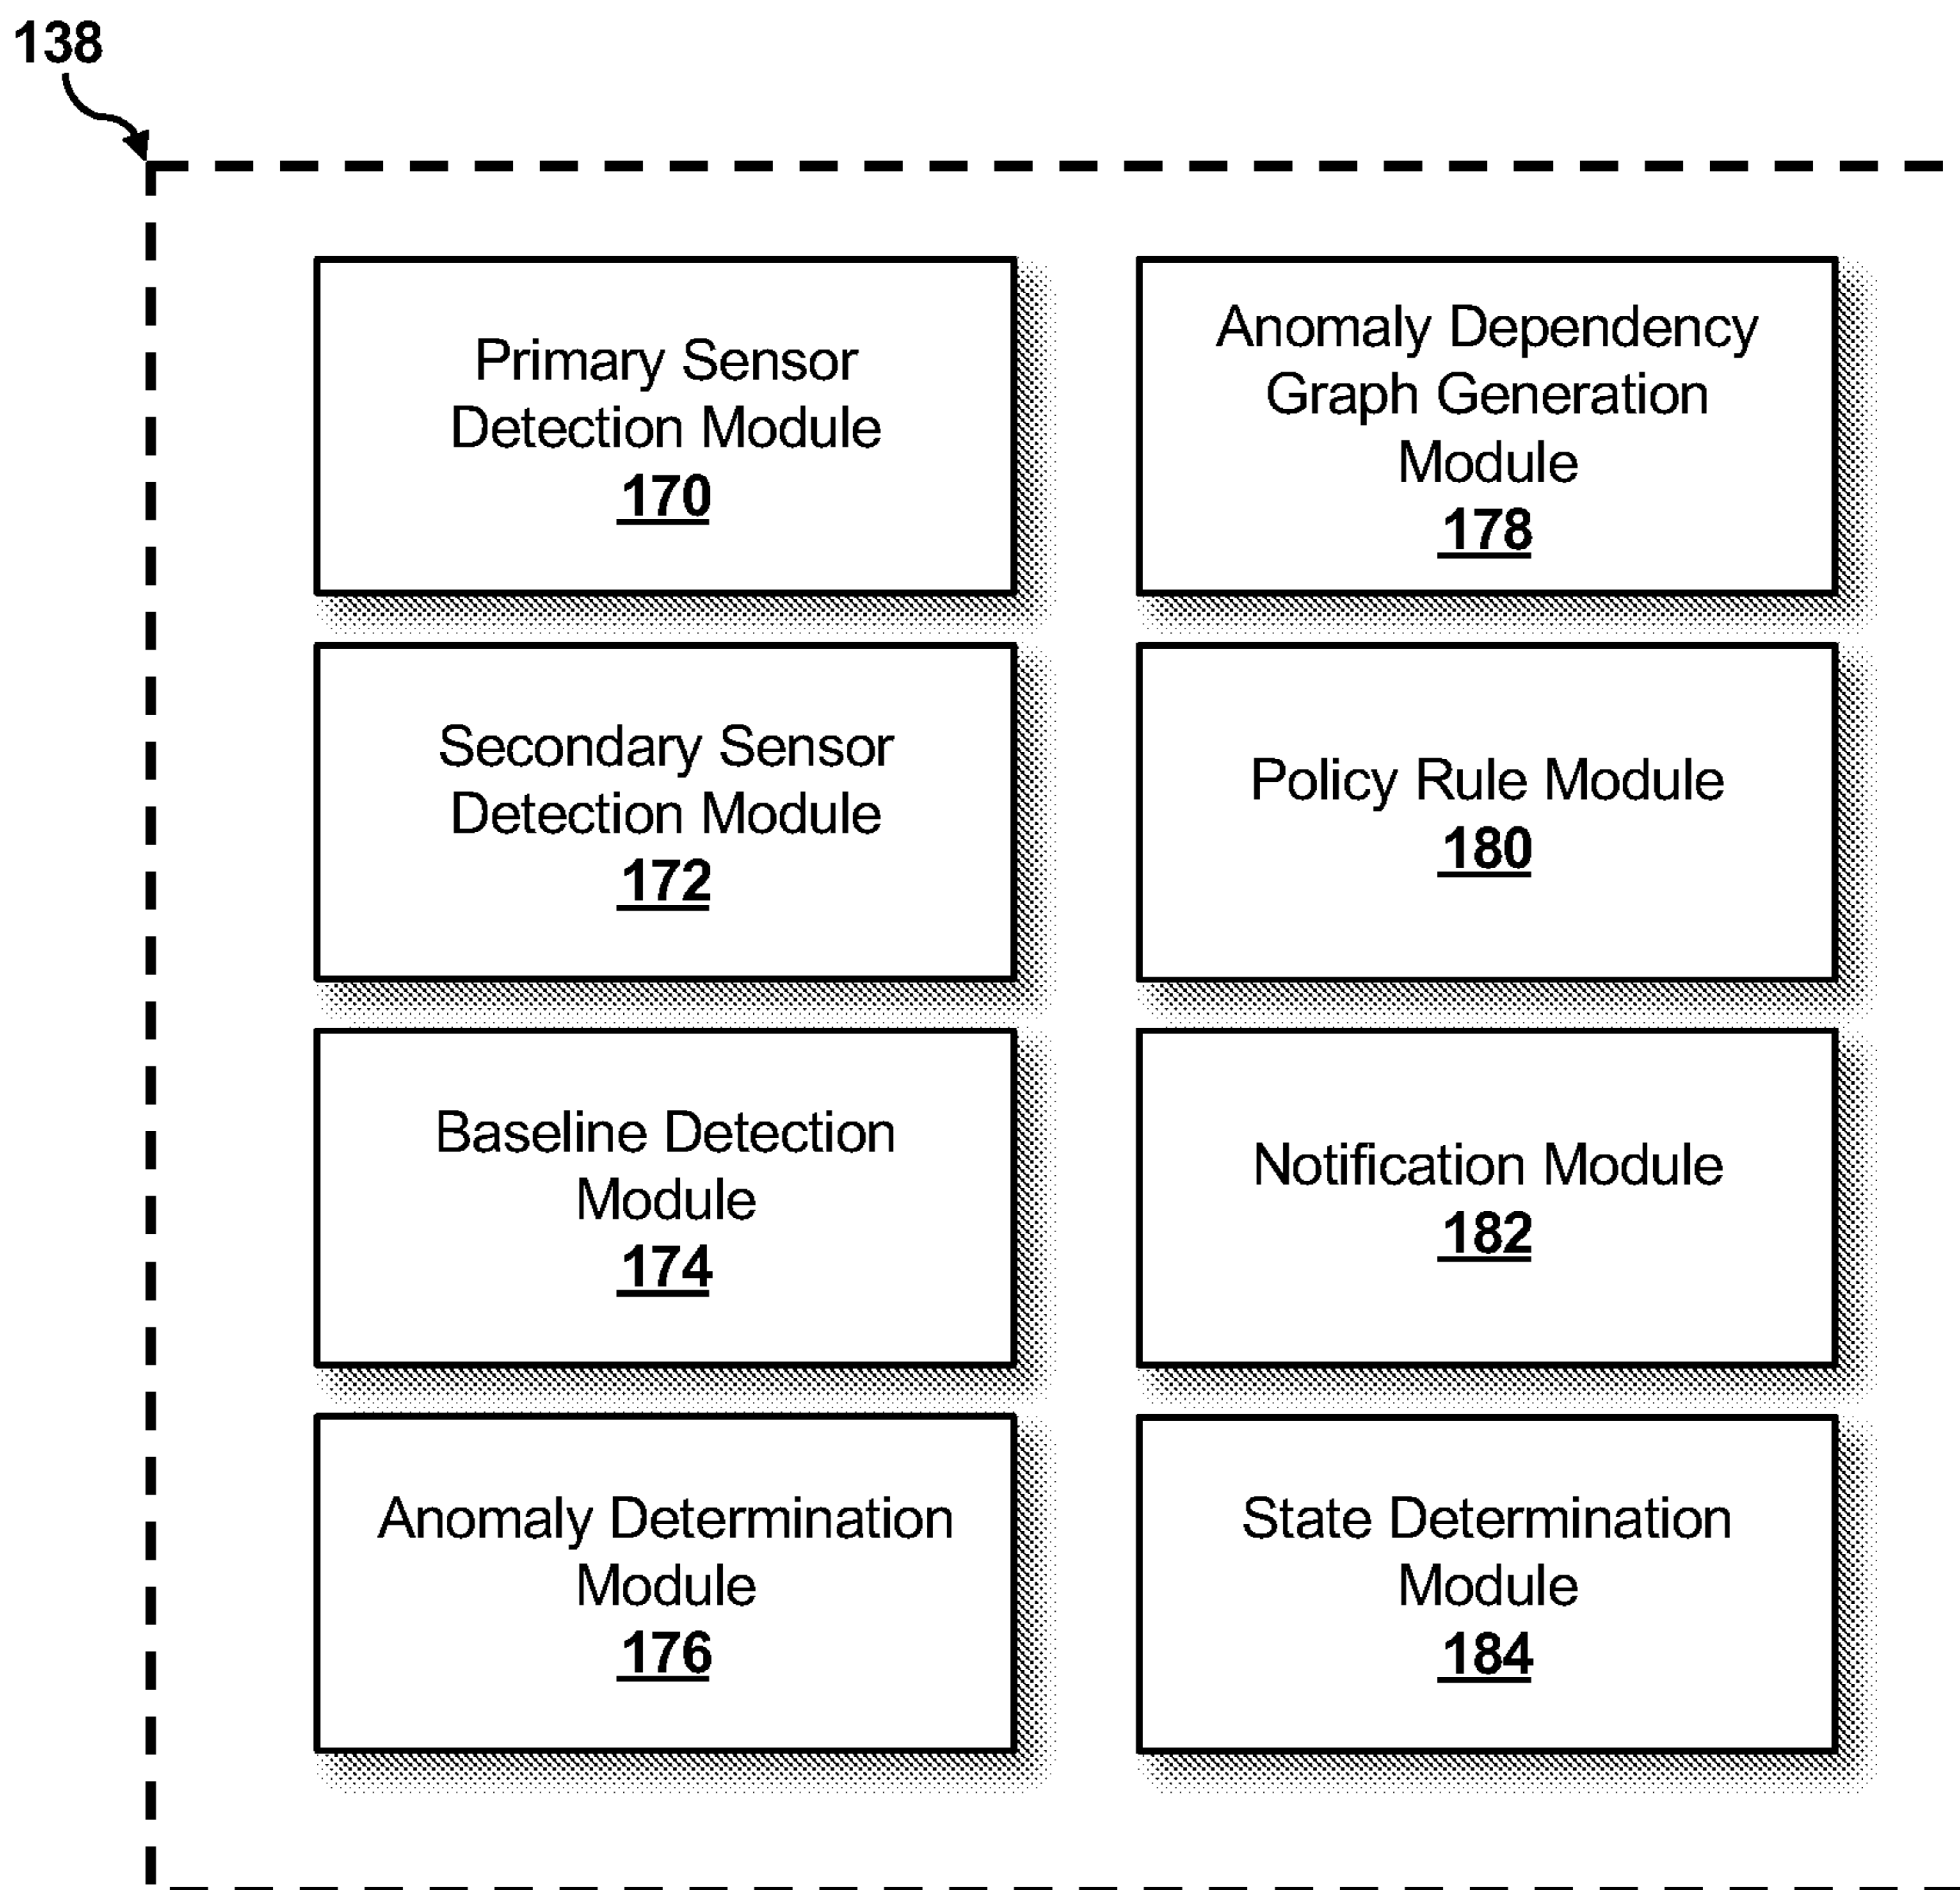 138
Primary Sensor
Detection Module
170
Secondary Sensor
Detection Module
172
Baseline Detection
Module
174
Anomaly Determination
Module
176
Anomaly Dependency
Graph Generation
Module
178
Policy Rule Module
180
Notification Module
182
State Determination
Module
184